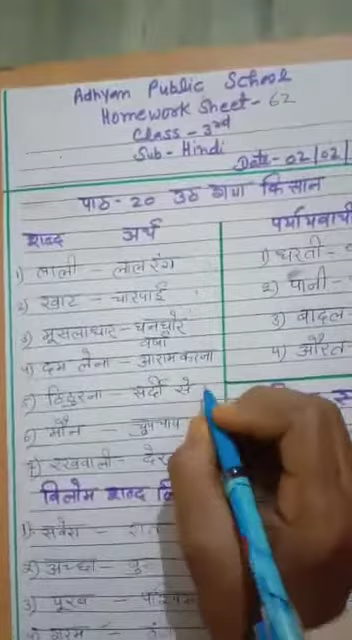 Adhyan Public School
Homework Sheet - 62
Class - 3rd
Sub - Hindi
Date - 02/02/
पाठ - 20 उठ गया किसान
शब्द अर्थ
1) लाली - लाल रंग
2) खाट - चारपाई
3) मूसलाधार - घनघोर वर्षा
4) दम लेना - आराम करना
5) ठिठुरना - सर्दी से
6) मौन - चुपचाप
7) रखवाली -
विलोम शब्द
1) सवेरा - रात
2) अच्छा -
3) पूरब -
4) गरम -
पर्यायवाची
1) धरती -
2) पानी -
3) बादल -
4) औरत -